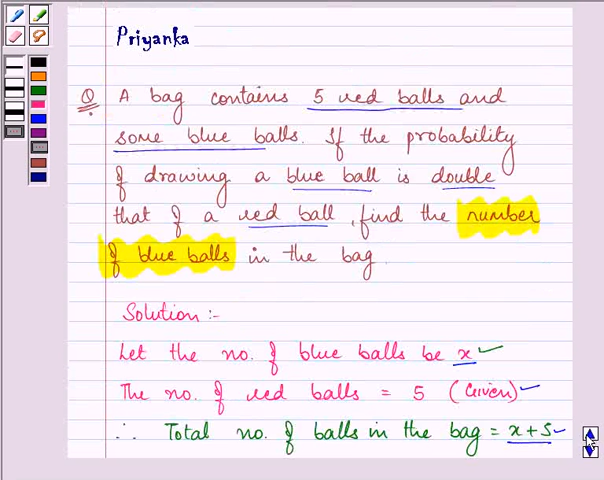 Priyanka
Q A bag contains 5 red balls and
some blue balls. If the probability
of drawing a blue ball is double
that of a red ball, find the number
of blue balls in the bag.
Solution :-
Let the no. of blue balls be x ✓
The no. of red balls = 5 (Given) ✓
∴ Total no. of balls in the bag = x+5 ✓